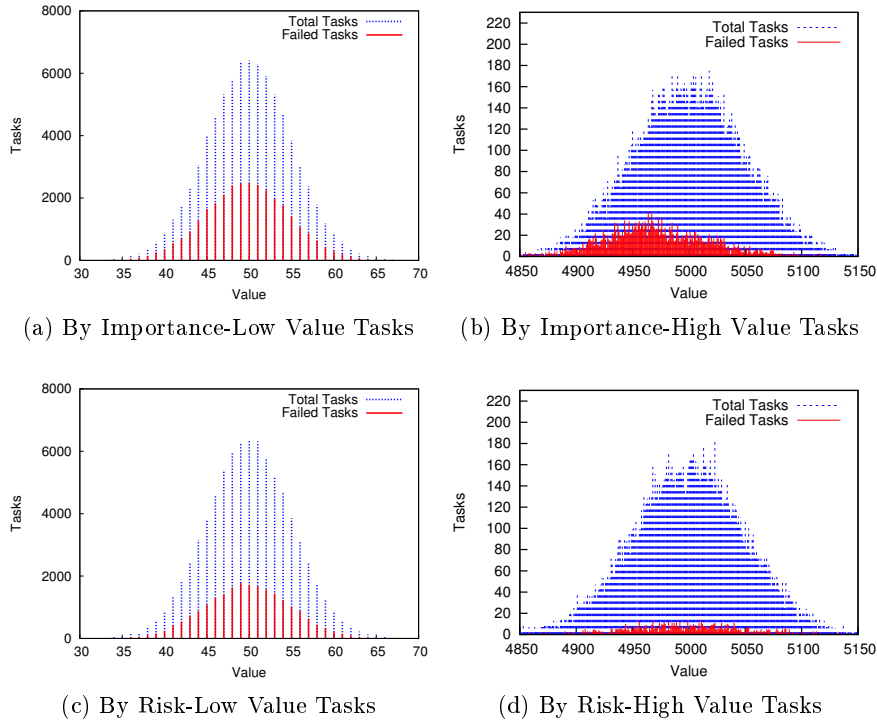 8000
6000
4000
2000
0
Tasks
Total Tasks
Failed Tasks
30 35 40 45 50 55 60 65 70
Value
(a) By Importance-Low Value Tasks
220
200
180
160
140
120
100
80
60
40
20
0
Tasks
Total Tasks
Failed Tasks
4850 4900 4950 5000 5050 5100 5150
Value
(b) By Importance-High Value Tasks
8000
6000
4000
2000
0
Tasks
Total Tasks
Failed Tasks
30 35 40 45 50 55 60 65 70
Value
(c) By Risk-Low Value Tasks
220
200
180
160
140
120
100
80
60
40
20
0
Tasks
Total Tasks
Failed Tasks
4850 4900 4950 5000 5050 5100 5150
Value
(d) By Risk-High Value Tasks